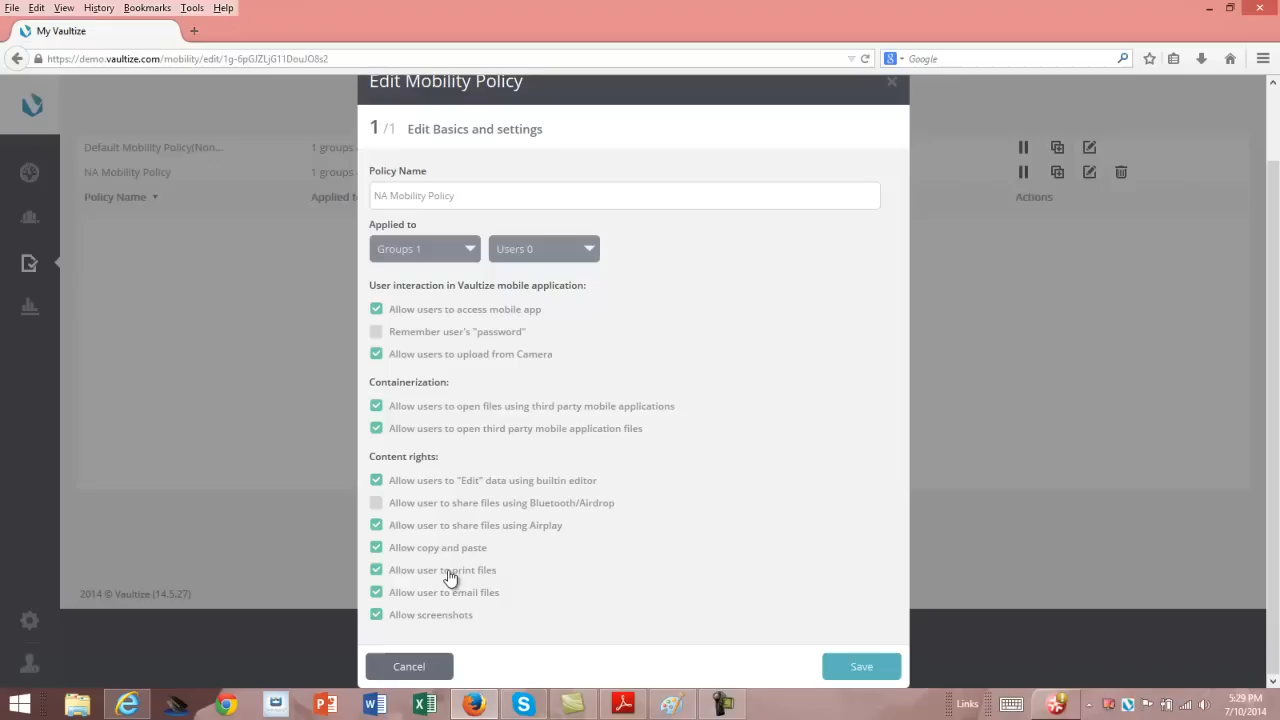 File Edit View History Bookmarks Tools Help
My Vaultize
https://demo.vaultize.com/mobility/edit/1g-6pGJZLjG11DouJO8s2
Google
Edit Mobility Policy
1 /1 Edit Basics and settings
Default Mobility Policy(Non... 1 groups
NA Mobility Policy 1 groups
Policy Name Applied to Actions
Policy Name
NA Mobility Policy
Applied to
Groups 1 Users 0
User interaction in Vaultize mobile application:
Allow users to access mobile app
Remember user's "password"
Allow users to upload from Camera
Containerization:
Allow users to open files using third party mobile applications
Allow users to open third party mobile application files
Content rights:
Allow users to "Edit" data using builtin editor
Allow user to share files using Bluetooth/Airdrop
Allow user to share files using Airplay
Allow copy and paste
Allow user to print files
Allow user to email files
Allow screenshots
2014 © Vaultize (14.5.27)
Cancel Save
Links
5:29 PM
7/10/2014